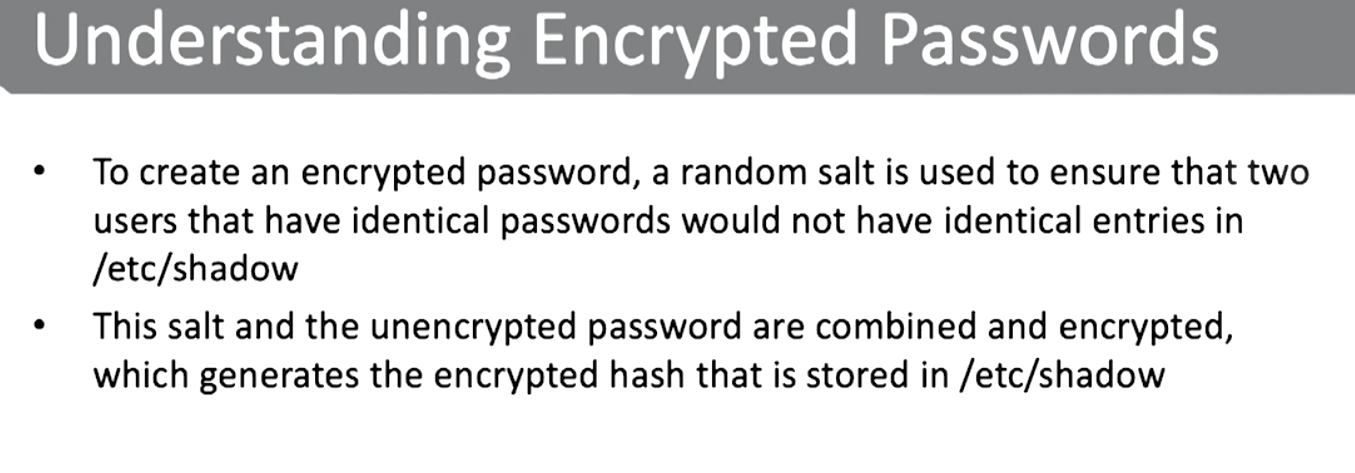 Understanding Encrypted Passwords
• To create an encrypted password, a random salt is used to ensure that two
users that have identical passwords would not have identical entries in
/etc/shadow
• This salt and the unencrypted password are combined and encrypted,
which generates the encrypted hash that is stored in /etc/shadow